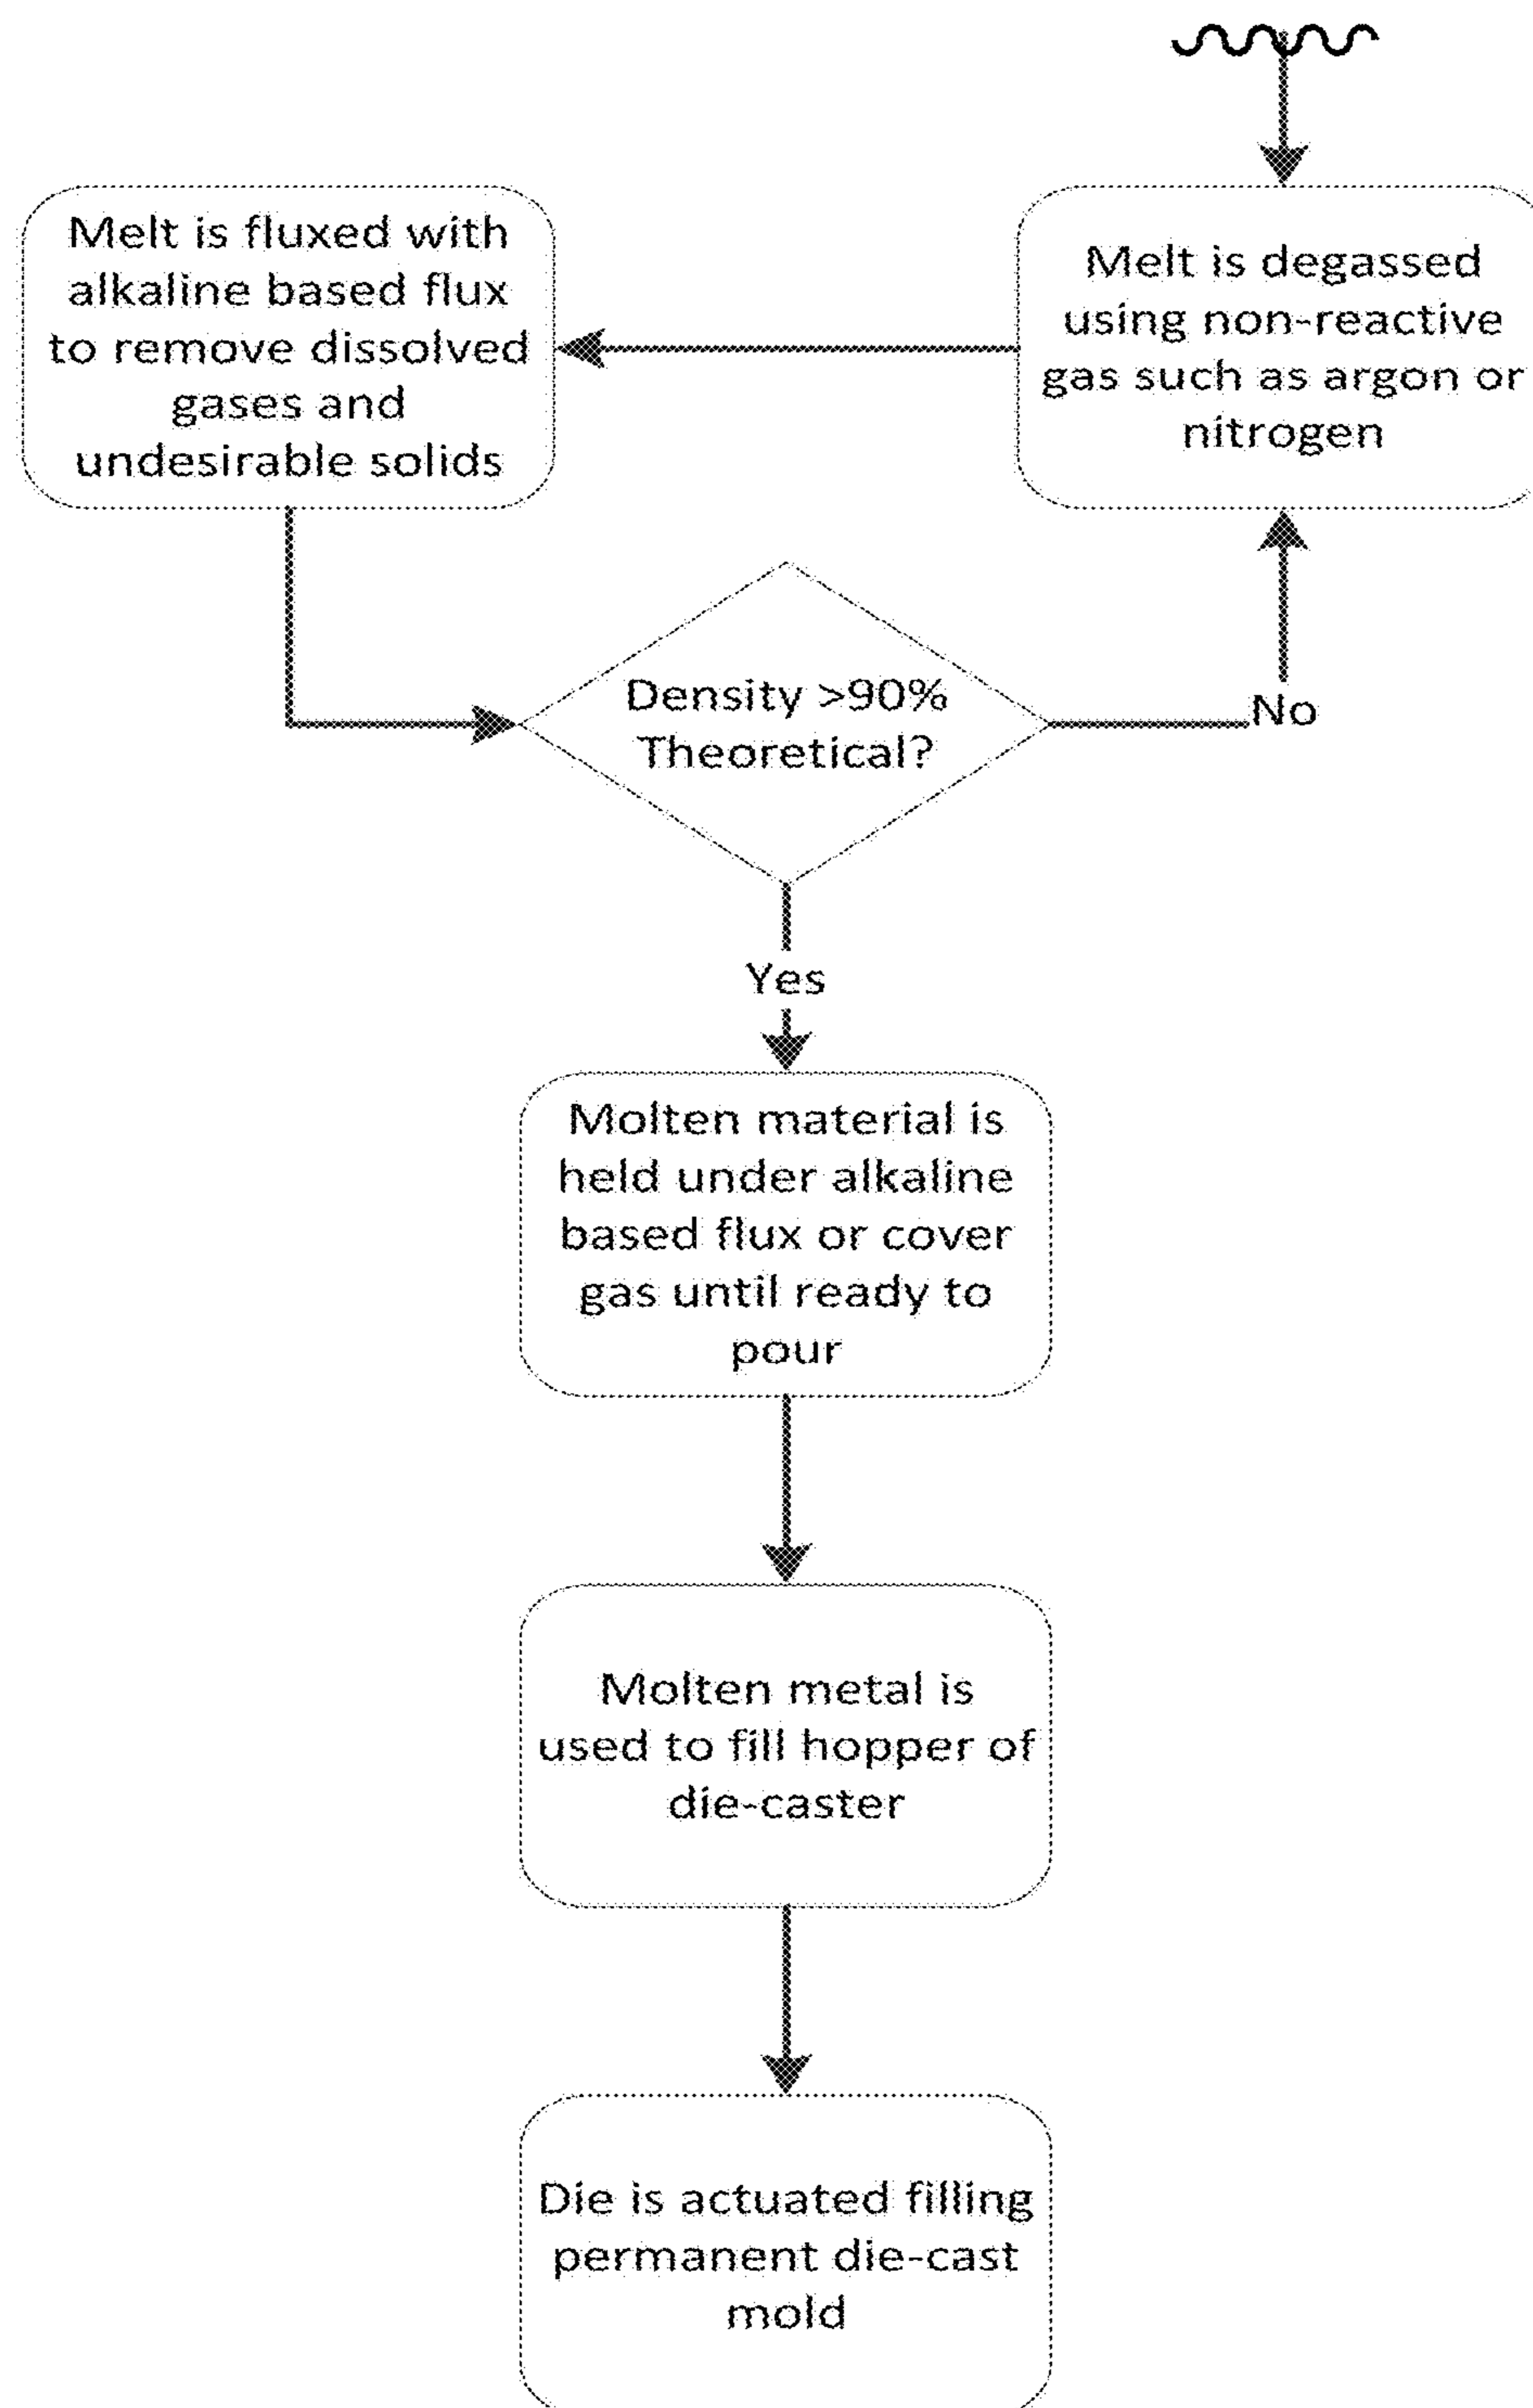 Melt is fluxed with
alkaline based flux
to remove dissolved
gases and
undesirable solids
Melt is degassed
using non-reactive
gas such as argon or
nitrogen
Density >90%
Theoretical?
No
Yes
Molten material is
held under alkaline
based flux or cover
gas until ready to
pour
Molten metal is
used to fill hopper of
die-caster
Die is actuated filling
permanent die-cast
mold